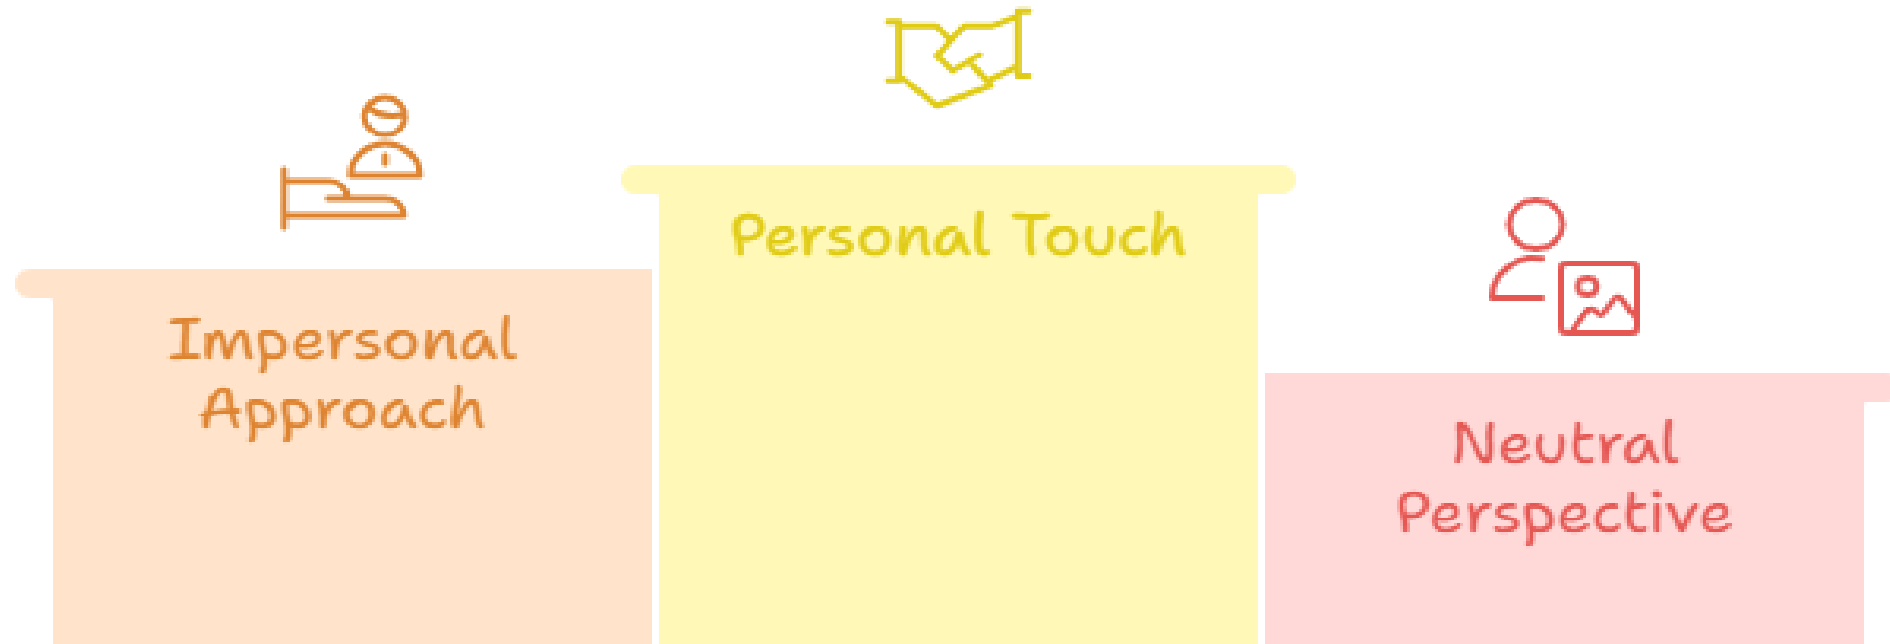 Impersonal
Approach
Personal Touch
Neutral
Perspective